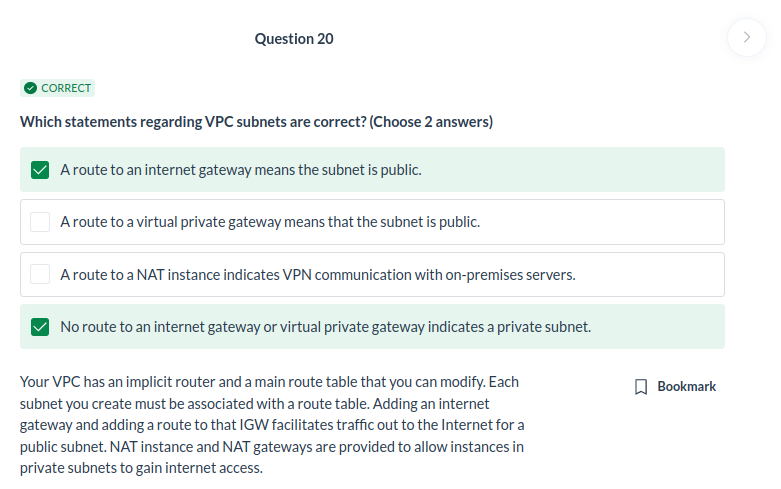 Question 20
CORRECT
Which statements regarding VPC subnets are correct? (Choose 2 answers)
A route to an internet gateway means the subnet is public.
A route to a virtual private gateway means that the subnet is public.
A route to a NAT instance indicates VPN communication with on-premises servers.
No route to an internet gateway or virtual private gateway indicates a private subnet.
Your VPC has an implicit router and a main route table that you can modify. Each
subnet you create must be associated with a route table. Adding an internet
gateway and adding a route to that IGW facilitates traffic out to the Internet for a
public subnet. NAT instance and NAT gateways are provided to allow instances in
private subnets to gain internet access.
Bookmark